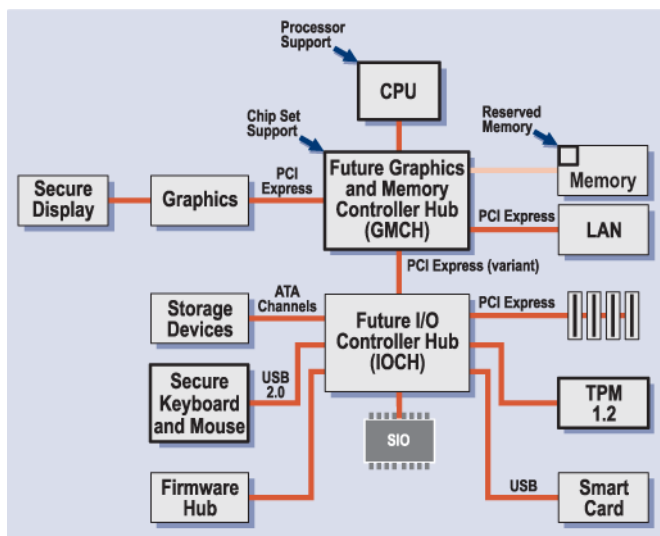 Processor
Support
CPU
Chip Set
Support
Reserved
Memory
Future Graphics
and Memory
Controller Hub
(GMCH)
Memory
PCI
Express
Secure
Display
Graphics
PCI Express
LAN
PCI Express (variant)
ATA
Channels
Storage
Devices
Future I/O
Controller Hub
(IOCH)
PCI Express
Secure
Keyboard
and Mouse
USB
2.0
TPM
1.2
SIO
Firmware
Hub
USB
Smart
Card